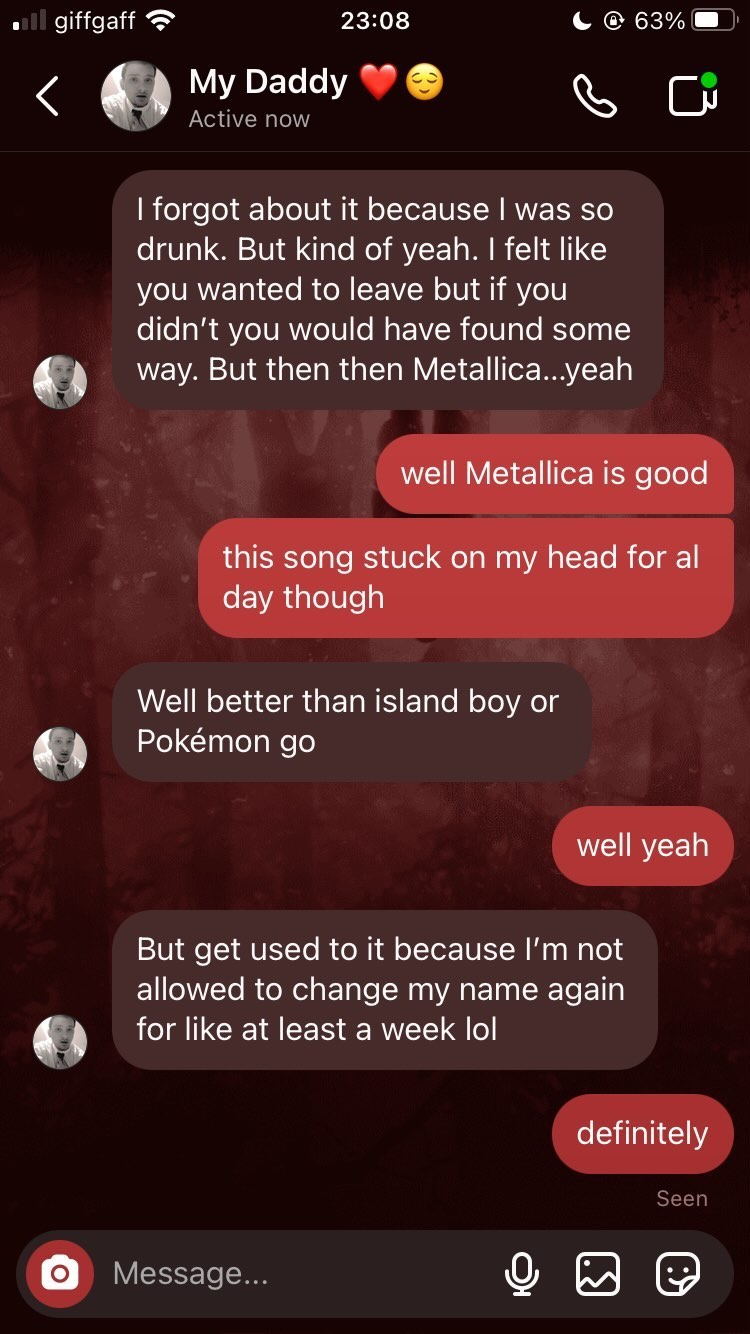 giffgaff 23:08 63%
My Daddy ❤️😌
Active now
I forgot about it because I was so
drunk. But kind of yeah. I felt like
you wanted to leave but if you
didn't you would have found some
way. But then then Metallica...yeah
well Metallica is good
this song stuck on my head for al
day though
Well better than island boy or
Pokémon go
well yeah
But get used to it because I'm not
allowed to change my name again
for like at least a week lol
definitely
Seen
Message...